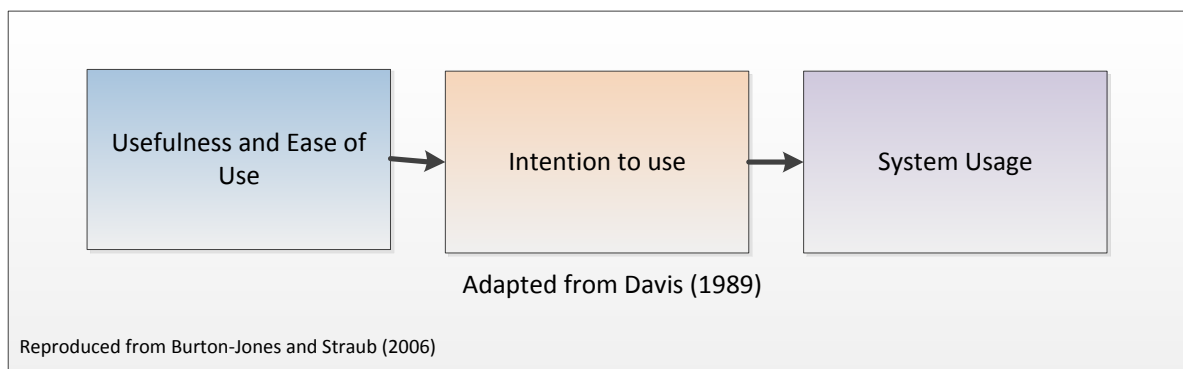 Usefulness and Ease of
Use
Intention to use
System Usage
Adapted from Davis (1989)
Reproduced from Burton-Jones and Straub (2006)